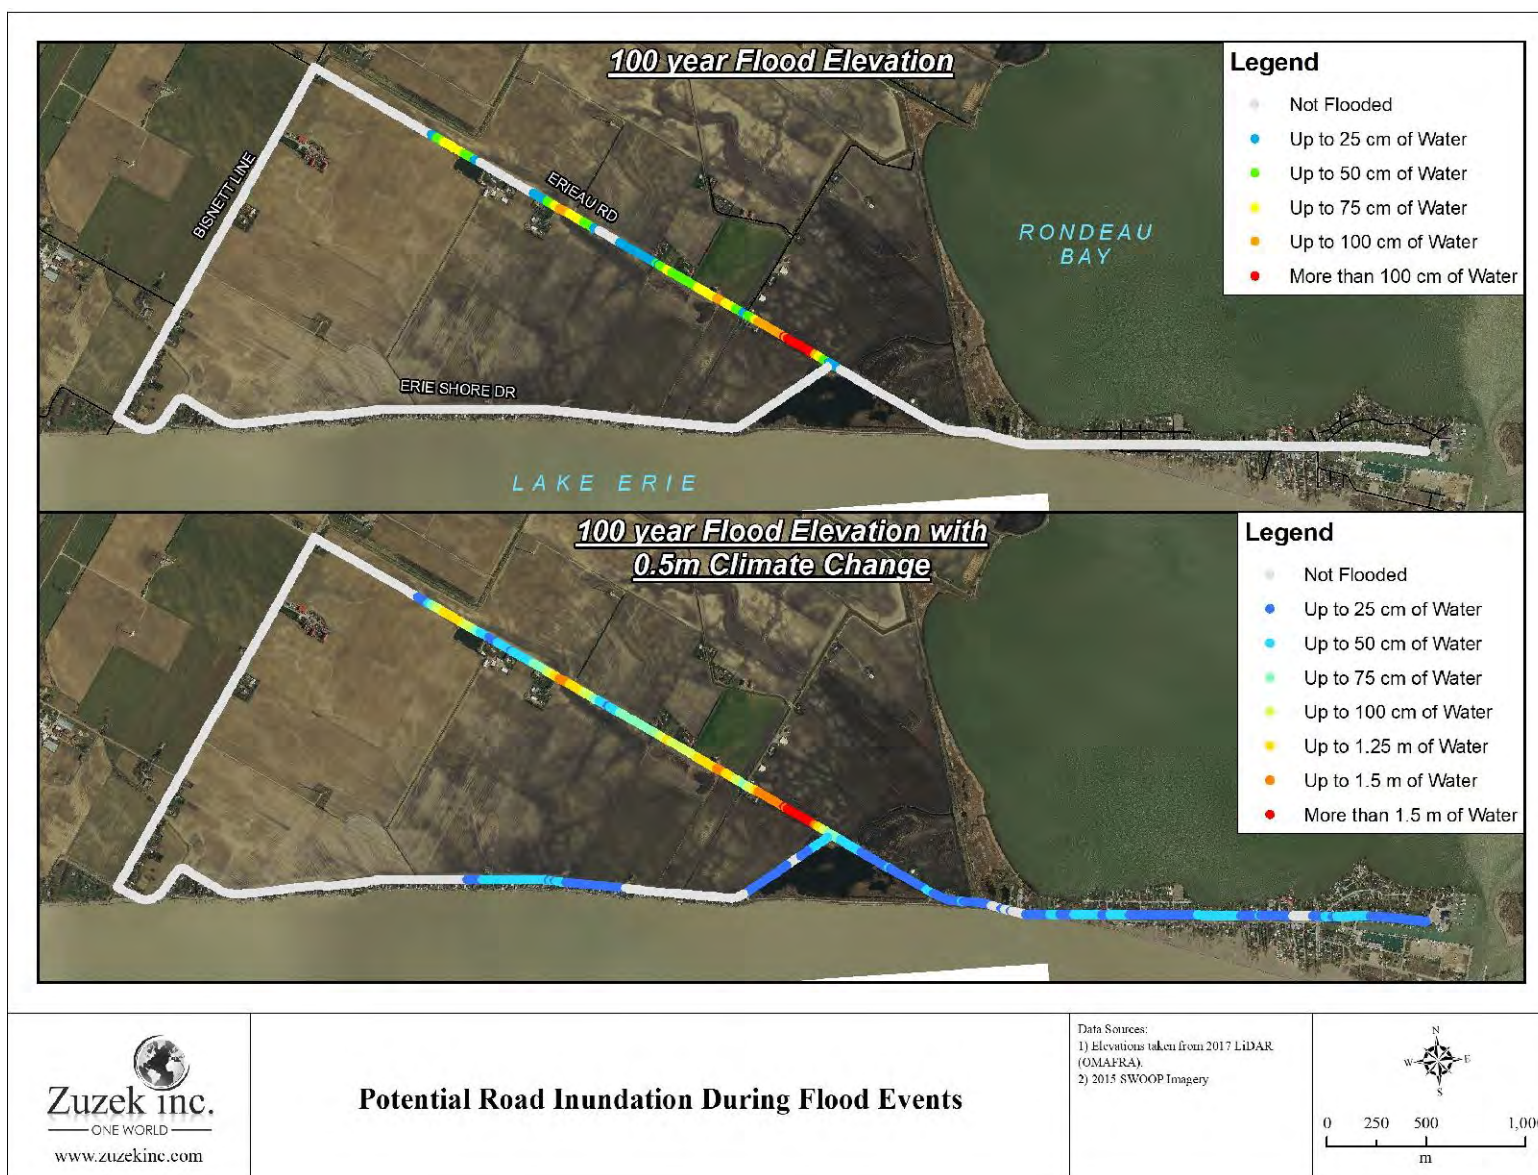 100 year Flood Elevation
Legend
Not Flooded
Up to 25 cm of Water
Up to 50 cm of Water
Up to 75 cm of Water
Up to 100 cm of Water
More than 100 cm of Water
BISNETT LINE
ERIEAU RD
RONDEAU
BAY
ERIE SHORE DR
LAKE ERIE
100 year Flood Elevation with
0.5m Climate Change
Legend
Not Flooded
Up to 25 cm of Water
Up to 50 cm of Water
Up to 75 cm of Water
Up to 100 cm of Water
Up to 1.25 m of Water
Up to 1.5 m of Water
More than 1.5 m of Water
Zuzek inc.
ONE WORLD
www.zuzekinc.com
Potential Road Inundation During Flood Events
Data Sources:
1) Elevations taken from 2017 LiDAR
(OMAFRA).
2) 2015 SWOOP Imagery
N
W E
S
0 250 500 1,00
m